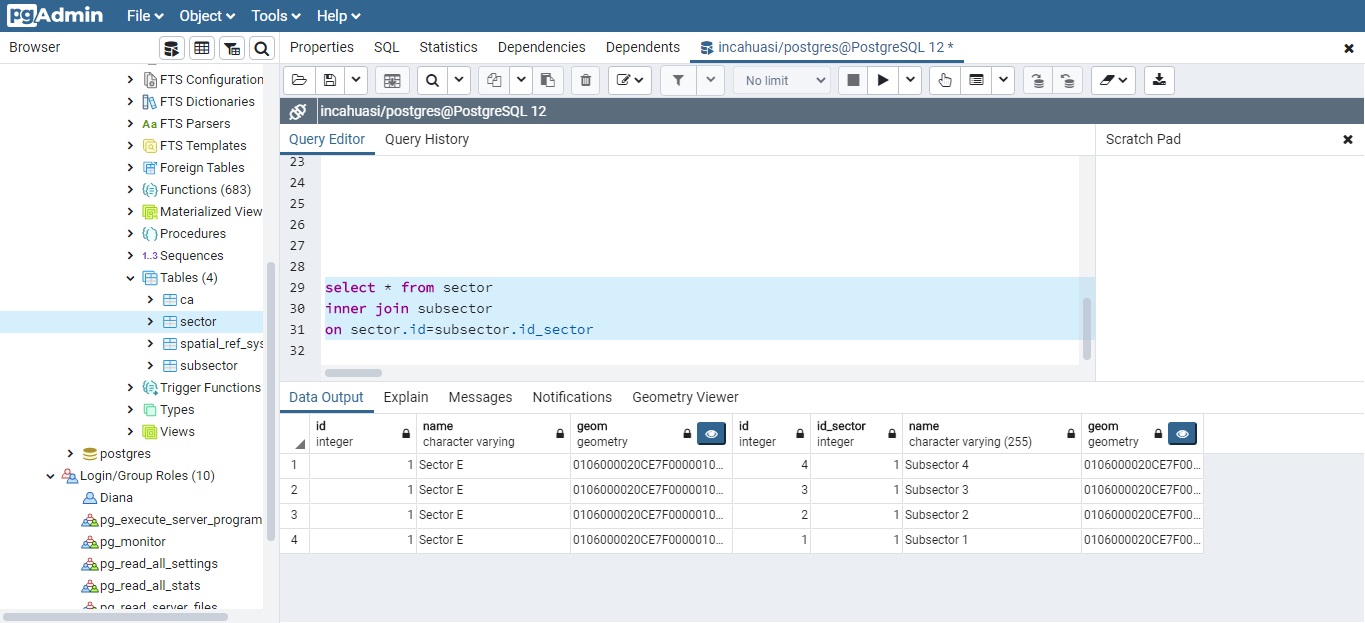 pgAdmin File Object Tools Help
Browser
Properties SQL Statistics Dependencies Dependents incahuasi/postgres@PostgreSQL 12 *
No limit
incahuasi/postgres@PostgreSQL 12
Query Editor Query History
Scratch Pad
FTS Configuration
Aa FTS Dictionaries
Aa FTS Parsers
FTS Templates
Foreign Tables
Functions (683)
Materialized View
Procedures
1..3 Sequences
Tables (4)
ca
sector
spatial_ref_sys
subsector
Trigger Functions
Types
Views
postgres
Login/Group Roles (10)
Diana
pg_execute_server_program
pg_monitor
pg_read_all_settings
pg_read_all_stats
pg_read_server_files
23
24
25
26
27
28
29 select * from sector
30 inner join subsector
31 on sector.id=subsector.id_sector
32
Data Output Explain Messages Notifications Geometry Viewer
id name geom id id_sector name geom
integer character varying geometry integer integer character varying (255) geometry
1 1 Sector E 0106000020CE7F0000010... 4 1 Subsector 4 0106000020CE7F00...
2 1 Sector E 0106000020CE7F0000010... 3 1 Subsector 3 0106000020CE7F00...
3 1 Sector E 0106000020CE7F0000010... 2 1 Subsector 2 0106000020CE7F00...
4 1 Sector E 0106000020CE7F0000010... 1 1 Subsector 1 0106000020CE7F00...